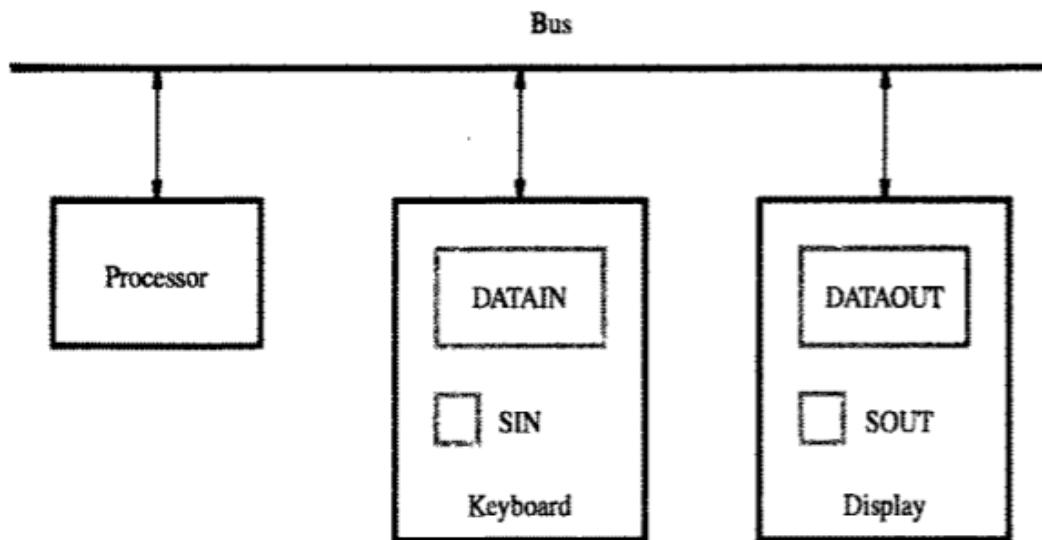 Bus
Processor
DATAIN
DATAOUT
SIN
SOUT
Keyboard
Display